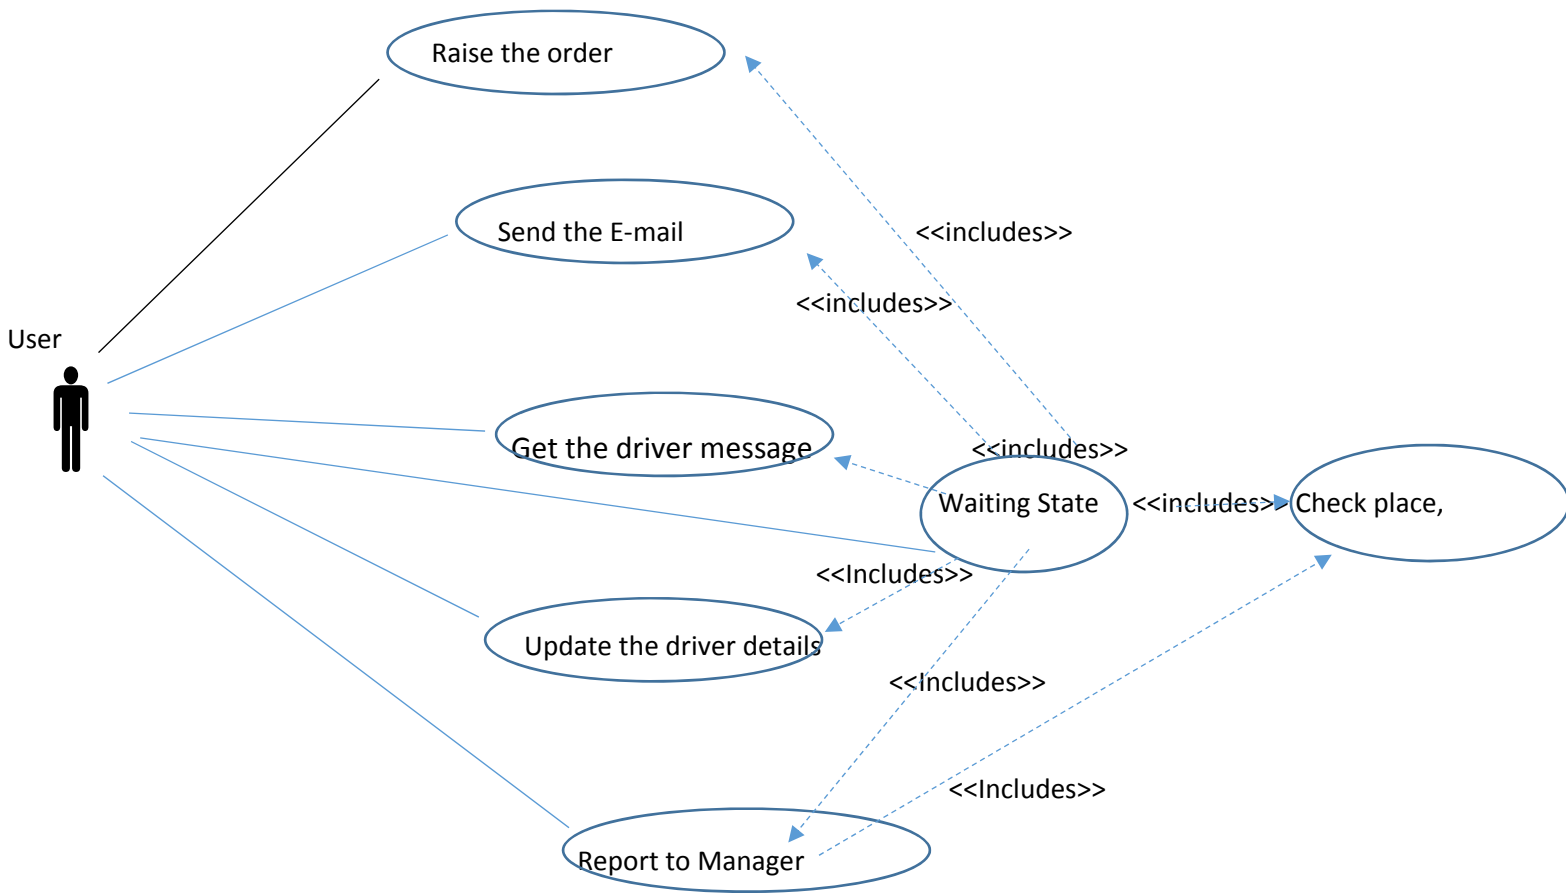 Raise the order
Send the E-mail
<<includes>>
<<includes>>
User
Get the driver message
<<includes>>
Waiting State
<<includes>>
Check place,
<<Includes>>
Update the driver details
<<Includes>>
<<Includes>>
Report to Manager